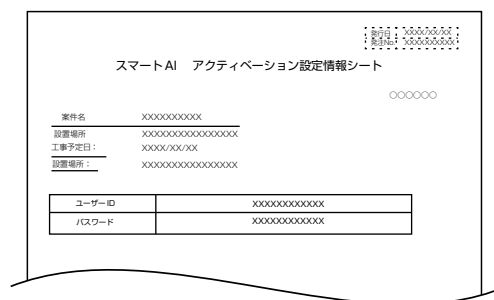 発行日 XXXX/XX/XX
発注No. XXXXXXXXXX
スマートAI アクティベーション設定情報シート
○○○○○○
案件名 XXXXXXXXXX
設置場所 XXXXXXXXXXXXXXXX
工事予定日： XXXX/XX/XX
設置場所： XXXXXXXXXXXXXXXX
ユーザーID XXXXXXXXXXXX
パスワード XXXXXXXXXXXX